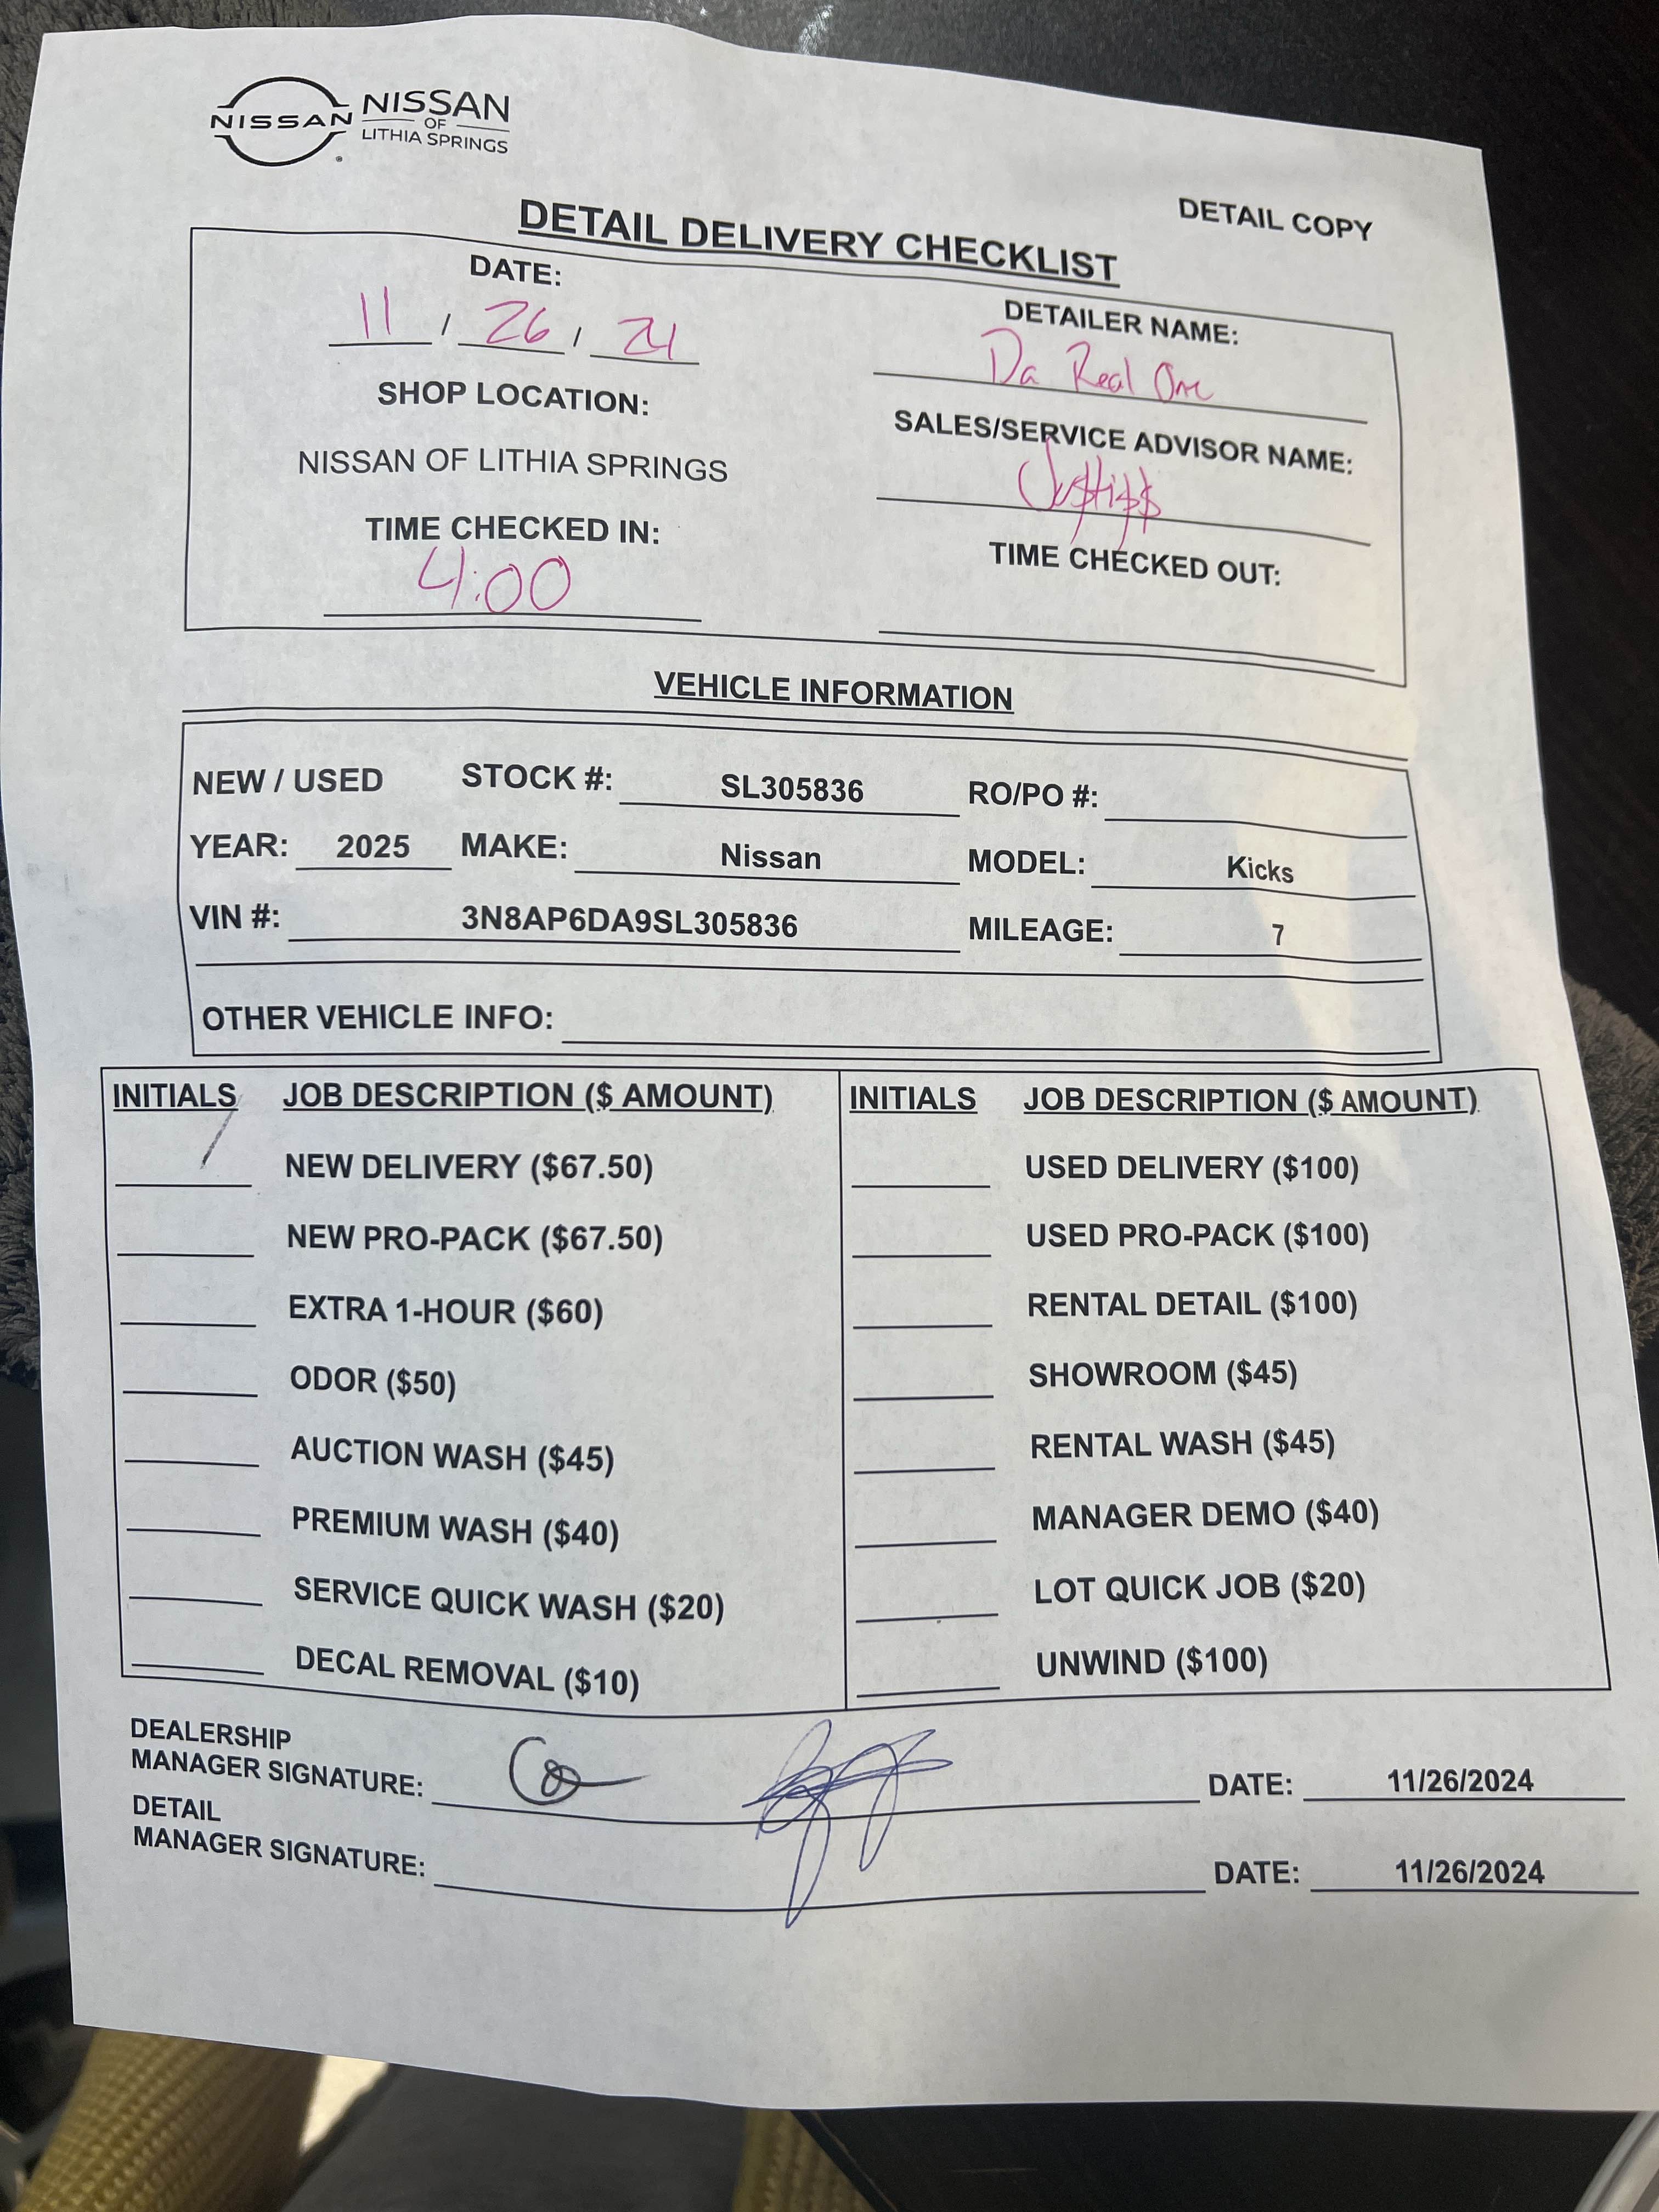 NISSAN
NISSAN
OF
LITHIA SPRINGS
DETAIL COPY
DETAIL DELIVERY CHECKLIST
DATE:
11 / 26 / 24
DETAILER NAME:
Da Real One
SHOP LOCATION:
NISSAN OF LITHIA SPRINGS
SALES/SERVICE ADVISOR NAME:
TIME CHECKED IN:
4:00
TIME CHECKED OUT:
VEHICLE INFORMATION
NEW / USED STOCK #: SL305836 RO/PO #:
YEAR: 2025 MAKE: Nissan MODEL: Kicks
VIN #: 3N8AP6DA9SL305836 MILEAGE: 7
OTHER VEHICLE INFO:
INITIALS JOB DESCRIPTION ($ AMOUNT) INITIALS JOB DESCRIPTION ($ AMOUNT)
NEW DELIVERY ($67.50) USED DELIVERY ($100)
NEW PRO-PACK ($67.50) USED PRO-PACK ($100)
EXTRA 1-HOUR ($60) RENTAL DETAIL ($100)
ODOR ($50) SHOWROOM ($45)
AUCTION WASH ($45) RENTAL WASH ($45)
PREMIUM WASH ($40) MANAGER DEMO ($40)
SERVICE QUICK WASH ($20) LOT QUICK JOB ($20)
DECAL REMOVAL ($10) UNWIND ($100)
DEALERSHIP
MANAGER SIGNATURE: DATE: 11/26/2024
DETAIL
MANAGER SIGNATURE: DATE: 11/26/2024